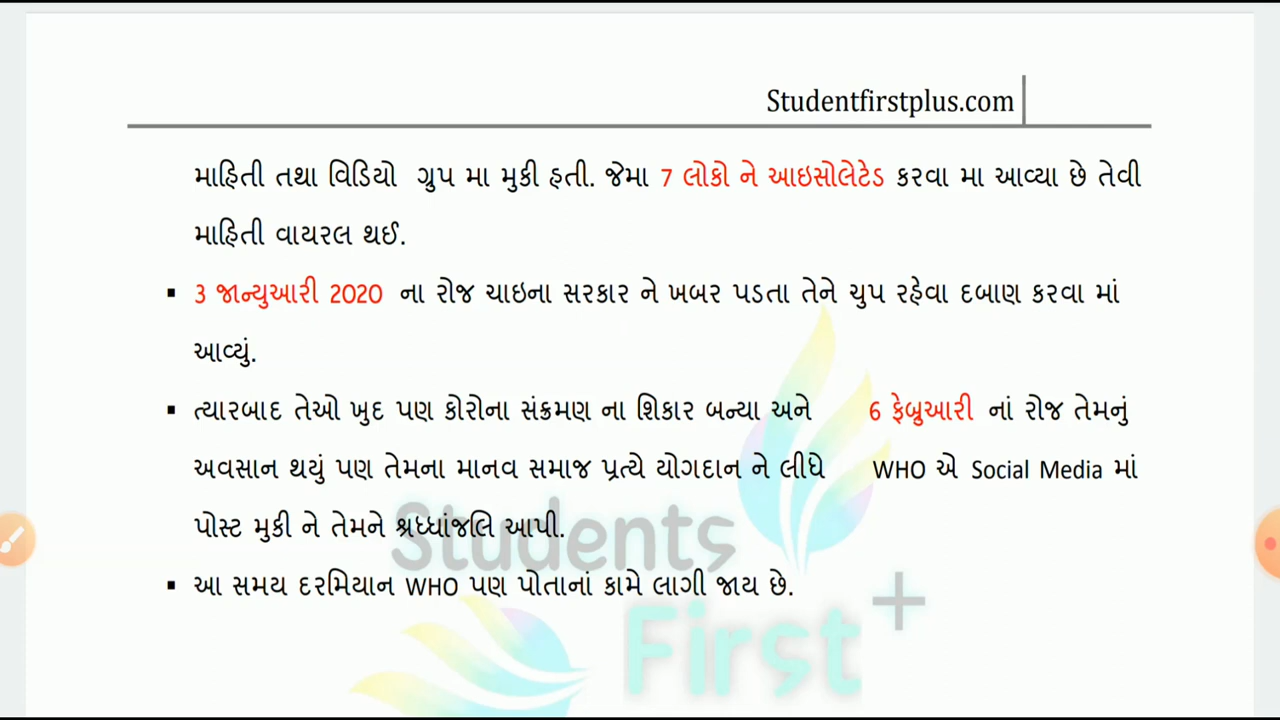 Studentfirstplus.com
માહિતી તથા વિડિયો ગ્રુપ મા મુકી હતી. જેમા 7 લોકો ને આઇસોલેટેડ કરવા મા આવ્યા છે તેવી
માહિતી વાયરલ થઈ.
▪ 3 જાન્યુઆરી 2020 ના રોજ ચાઇના સરકાર ને ખબર પડતા તેને ચુપ રહેવા દબાણ કરવા માં
આવ્યું.
▪ ત્યારબાદ તેઓ ખુદ પણ કોરોના સંક્રમણ ના શિકાર બન્યા અને 6 ફેબ્રુઆરી નાં રોજ તેમનું
અવસાન થયું પણ તેમના માનવ સમાજ પ્રત્યે યોગદાન ને લીધે WHO એ Social Media માં
પોસ્ટ મુકી ને તેમને શ્રધ્ધાંજલિ આપી.
▪ આ સમય દરમિયાન WHO પણ પોતાનાં કામે લાગી જાય છે.
Students
First+